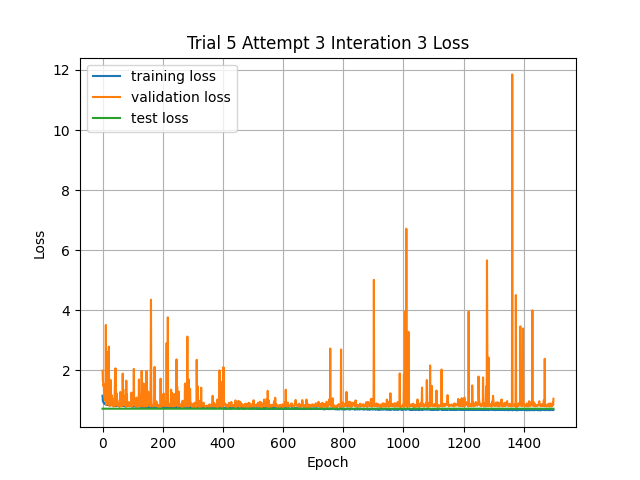 Trial 5 Attempt 3 Interation 3 Loss
training loss
validation loss
test loss
12
10
8
6
4
2
Loss
0 200 400 600 800 1000 1200 1400
Epoch